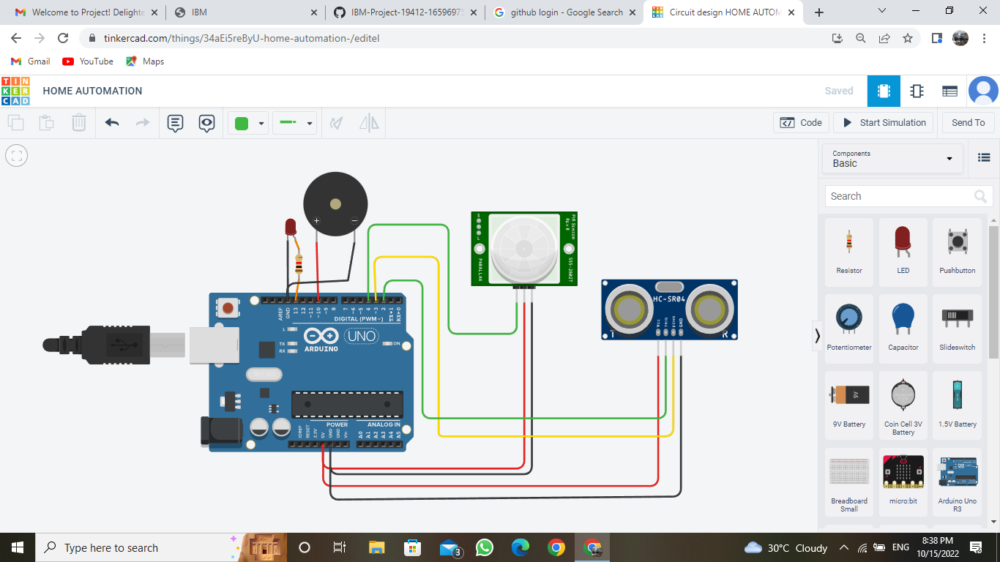 Welcome to Project! Delighte
IBM
IBM-Project-19412-16596975
github login - Google Search
Circuit design HOME AUTOM
tinkercad.com/things/34aEi5reByU-home-automation-/editel
Gmail
YouTube
Maps
TIN
KER
CAD
HOME AUTOMATION
Saved
Code
Start Simulation
Send To
Components
Basic
Search
Resistor
LED
Pushbutton
Potentiometer
Capacitor
Slideswitch
9V
9V Battery
Coin Cell 3V
Battery
1.5V Battery
Breadboard
Small
micro:bit
Arduino Uno
R3
S
L
PIR Sensor
Rev B
PARALLAX
555-28027
HC-SR04
VCC
TRIG
ECHO
GND
T
R
AREF
GND
13
12
~11
~10
~9
8
7
~6
~5
4
~3
2
TX→1
RX←0
DIGITAL (PWM~)
L
TX
RX
ARDUINO
UNO
ON
POWER
ANALOG IN
IOREF
RESET
3.3V
5V
GND
GND
Vin
A0
A1
A2
A3
A4
A5
Type here to search
3
30°C Cloudy
ENG
8:38 PM
10/15/2022